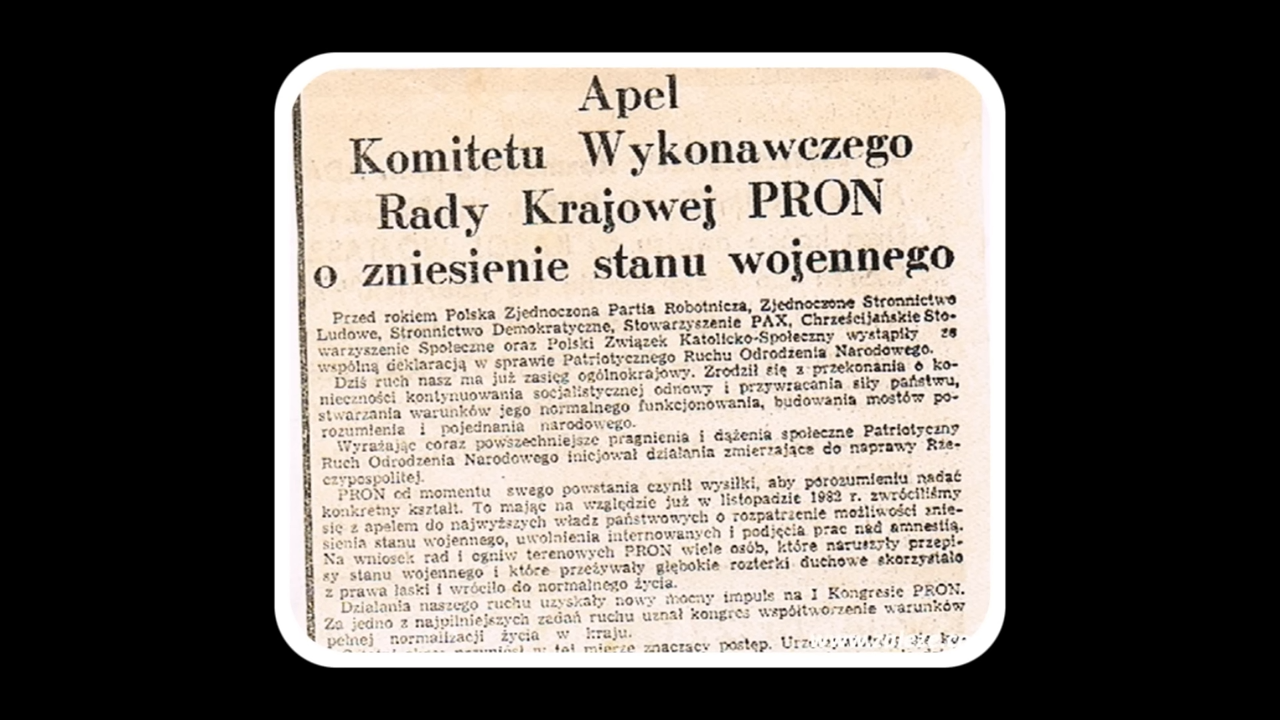 Apel
Komitetu Wykonawczego
Rady Krajowej PRON
o zniesienie stanu wojennego
Przed rokiem Polska Zjednoczona Partia Robotnicza, Zjednoczone Stronnictwo
Ludowe, Stronnictwo Demokratyczne, Stowarzyszenie PAX, Chrześcijańskie Sto-
warzyszenie Społeczne oraz Polski Związek Katolicko-Społeczny wystąpiły ze
wspólną deklaracją w sprawie Patriotycznego Ruchu Odrodzenia Narodowego.
Dziś ruch nasz ma już zasięg ogólnokrajowy. Zrodził się z przekonania o ko-
nieczności kontynuowania socjalistycznej odnowy i przywracania siły państwu,
stwarzania warunków jego normalnego funkcjonowania, budowania mostów po-
rozumienia i pojednania narodowego.
Wyrażając coraz powszechniejsze pragnienia i dążenia społeczne Patriotyczny
Ruch Odrodzenia Narodowego inicjował działania zmierzające do naprawy Rze-
czypospolitej.
PRON od momentu swego powstania czynił wysiłki, aby porozumieniu nadać
konkretny kształt. To mając na względzie już w listopadzie 1982 r. zwróciliśmy
się z apelem do najwyższych władz państwowych o rozpatrzenie możliwości znie-
sienia stanu wojennego, uwolnienia internowanych i podjęcia prac nad amnestią.
Na wniosek rad i ogniw terenowych PRON wiele osób, które naruszyły przepi-
sy stanu wojennego i które przeżywały głębokie rozterki duchowe skorzystało
z prawa łaski i wróciło do normalnego życia.
Działania naszego ruchu uzyskały nowy mocny impuls na I Kongresie PRON.
Za jedno z najpilniejszych zadań ruchu uznał kongres współtworzenie warunków
pełnej normalizacji życia w kraju.
w tej mierze znaczący postęp.